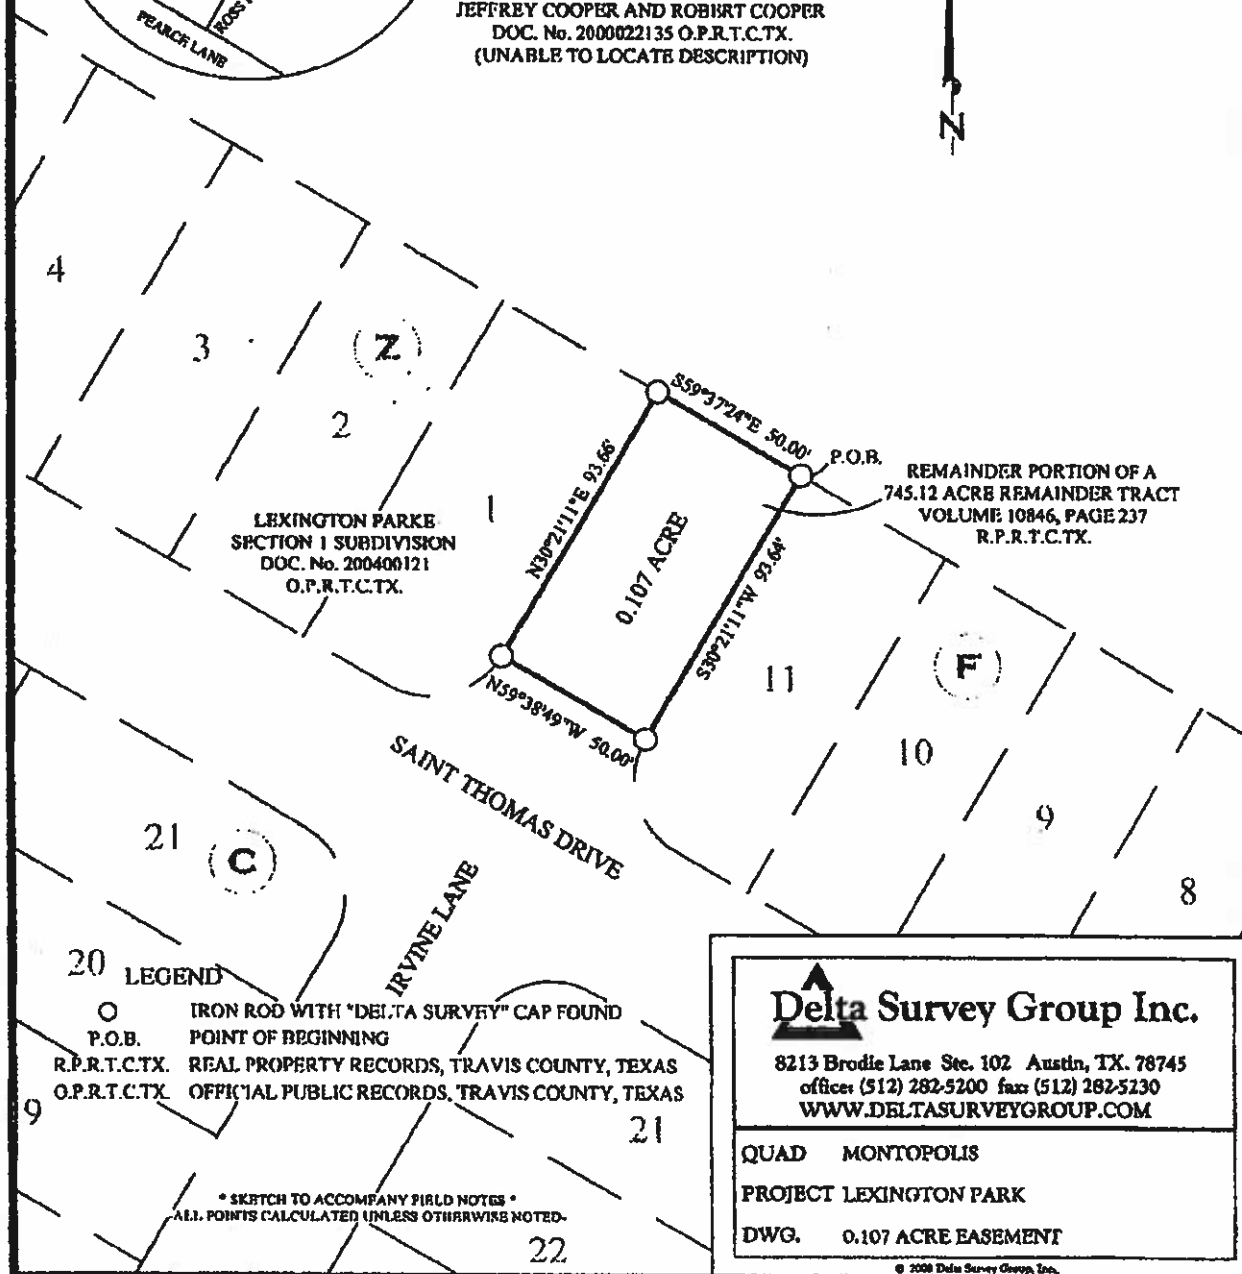 PEARCE LANE
ROSS
JEFFREY COOPER AND ROBERT COOPER
DOC. No. 2000022135 O.P.R.T.C.TX.
(UNABLE TO LOCATE DESCRIPTION)
N
4
3
Z
2
1
S59°37'24"E 50.00'
P.O.B.
N30°21'11"E 93.66'
0.107 ACRE
S30°21'11"W 93.64'
N59°38'49"W 50.00'
REMAINDER PORTION OF A
745.12 ACRE REMAINDER TRACT
VOLUME 10846, PAGE 237
R.P.R.T.C.TX.
LEXINGTON PARKE
SECTION 1 SUBDIVISION
DOC. No. 200400121
O.P.R.T.C.TX.
11
F
10
9
8
SAINT THOMAS DRIVE
IRVINE LANE
21
C
20
LEGEND
O IRON ROD WITH "DELTA SURVEY" CAP FOUND
P.O.B. POINT OF BEGINNING
R.P.R.T.C.TX. REAL PROPERTY RECORDS, TRAVIS COUNTY, TEXAS
O.P.R.T.C.TX. OFFICIAL PUBLIC RECORDS, TRAVIS COUNTY, TEXAS
9
21
* SKETCH TO ACCOMPANY FIELD NOTES *
-ALL POINTS CALCULATED UNLESS OTHERWISE NOTED-
22
Delta Survey Group Inc.
8213 Brodie Lane Ste. 102 Austin, TX. 78745
office: (512) 282-5200 fax: (512) 282-5230
WWW.DELTASURVEYGROUP.COM
QUAD MONTOPOLIS
PROJECT LEXINGTON PARK
DWG. 0.107 ACRE EASEMENT
© 2008 Delta Survey Group, Inc.